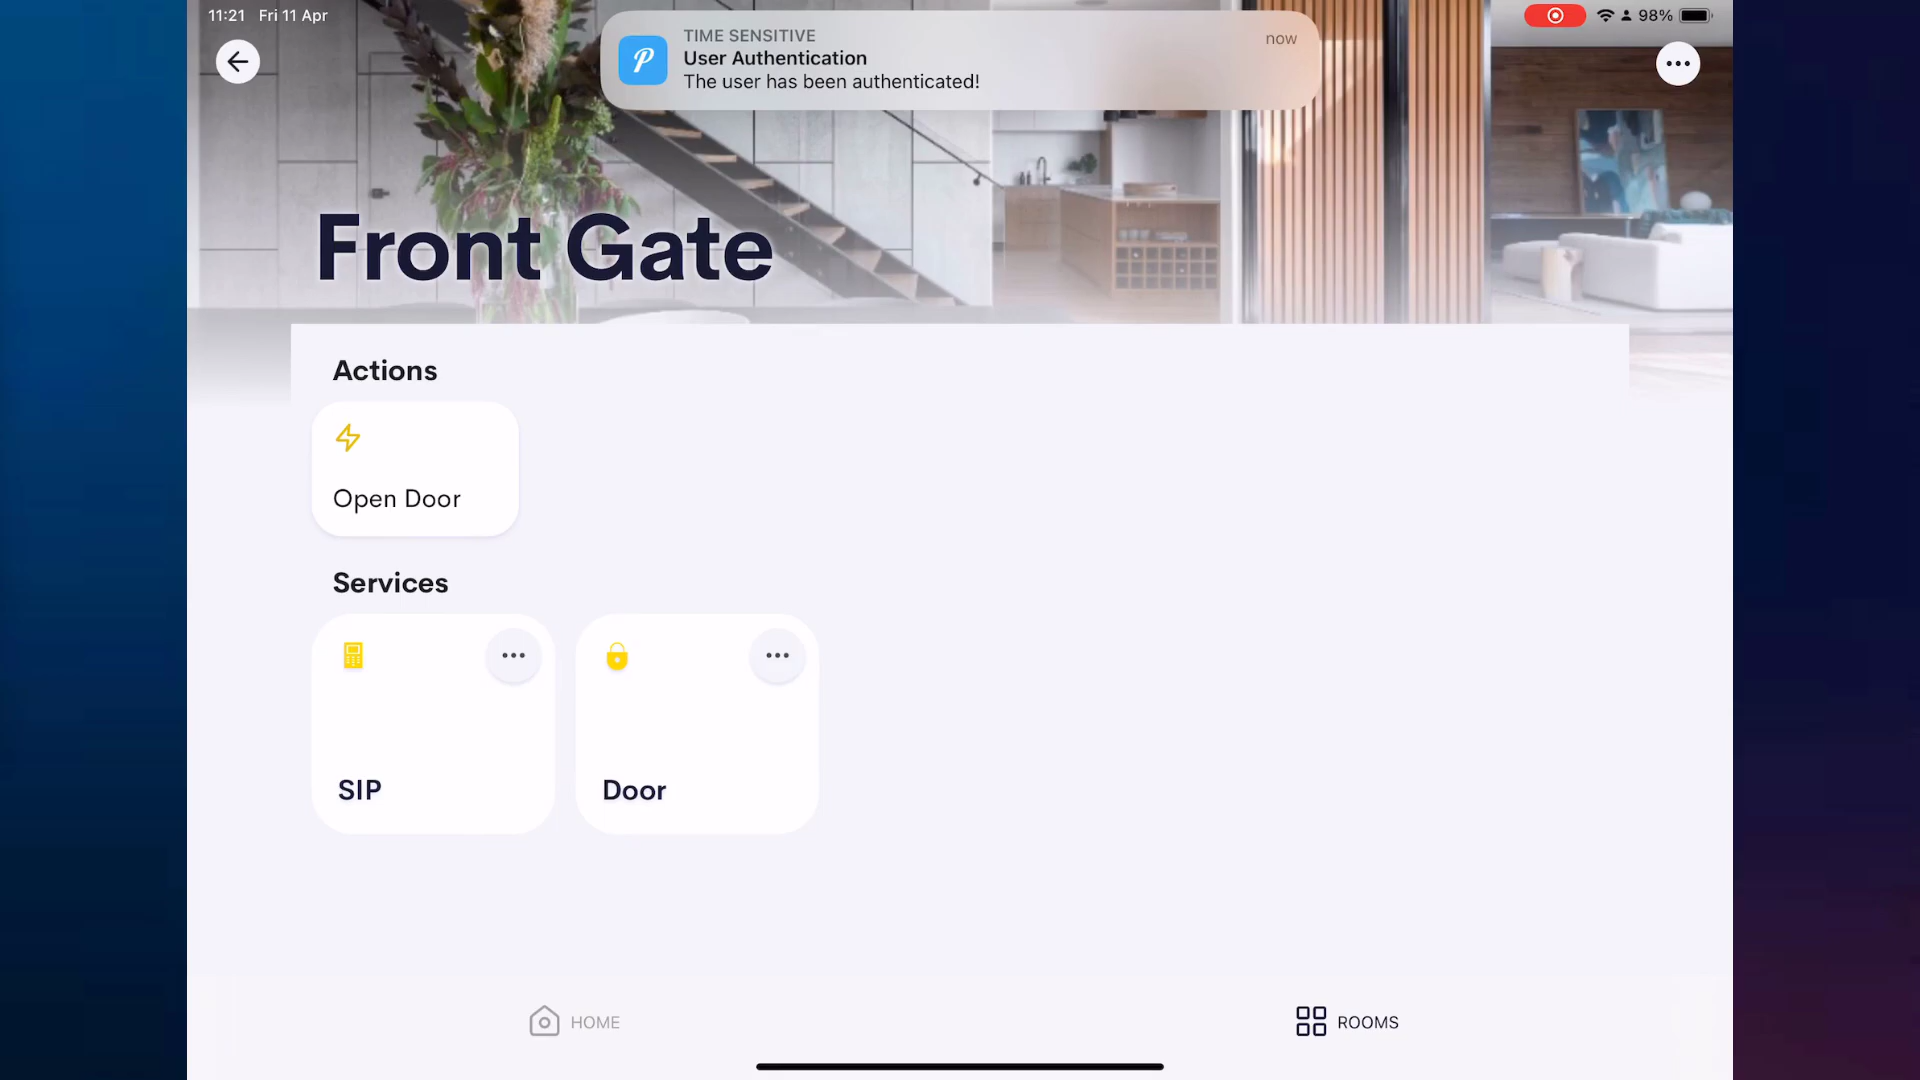 11:21 Fri 11 Apr
98%
TIME SENSITIVE
now
User Authentication
The user has been authenticated!
Front Gate
Actions
Open Door
Services
SIP
Door
HOME
ROOMS